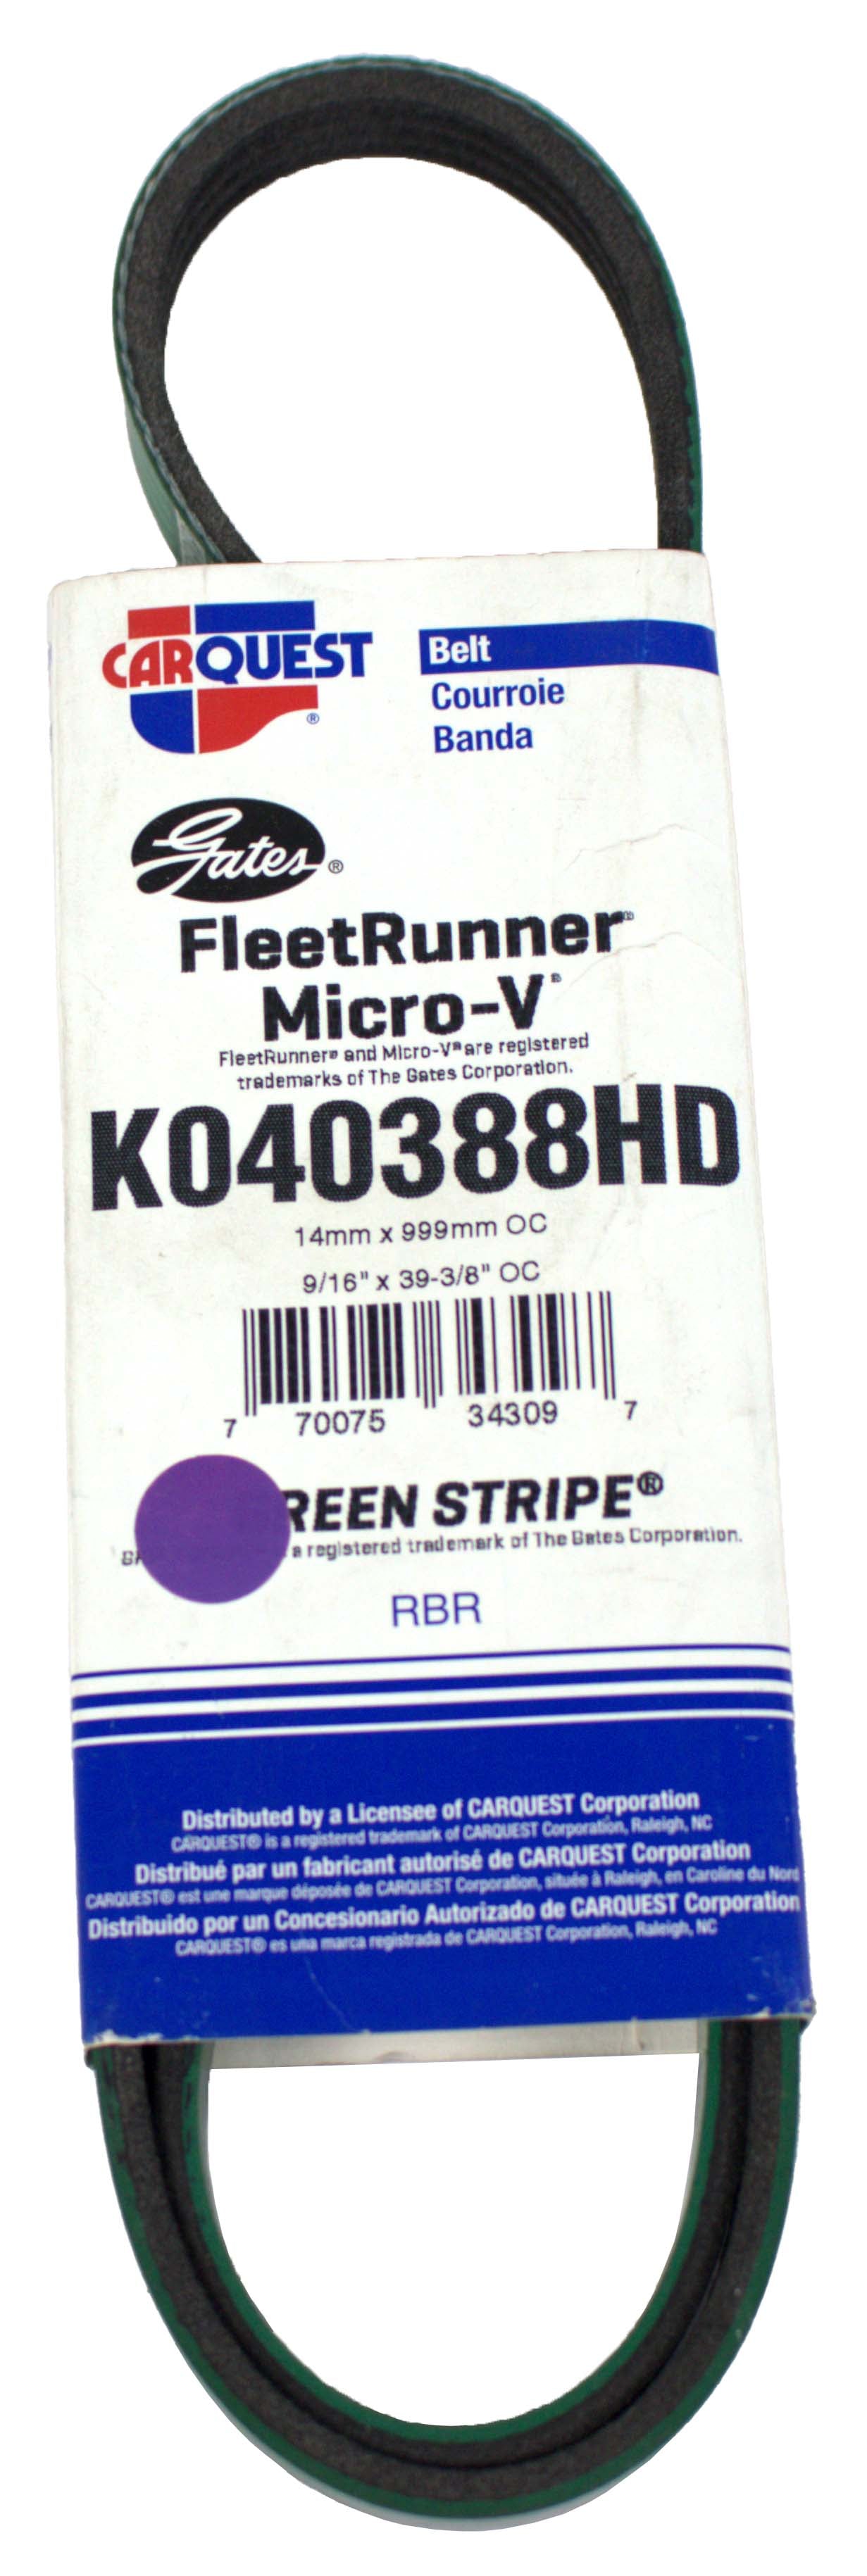 CARQUEST®
Belt
Courroie
Banda
Gates®
FleetRunner®
Micro-V®
FleetRunner® and Micro-V® are registered
trademarks of The Gates Corporation.
K040388HD
14mm x 999mm OC
9/16" x 39-3/8" OC
7 70075 34309 7
REEN STRIPE®
a registered trademark of The Gates Corporation.
RBR
Distributed by a Licensee of CARQUEST Corporation
CARQUEST® is a registered trademark of CARQUEST Corporation, Raleigh, NC
Distribué par un fabricant autorisé de CARQUEST Corporation
CARQUEST® est une marque déposée de CARQUEST Corporation, située à Raleigh, en Caroline du Nord
Distribuido por un Concesionario Autorizado de CARQUEST Corporation
CARQUEST® es una marca registrada de CARQUEST Corporation, Raleigh, NC